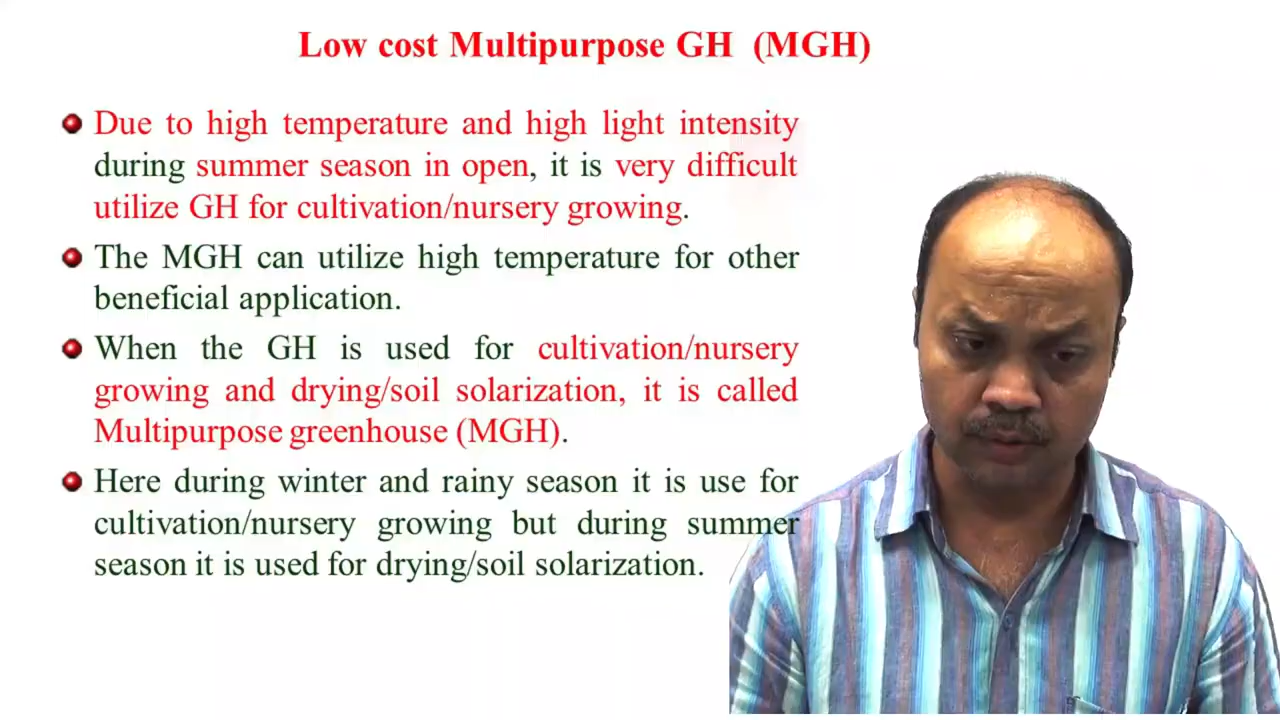 Low cost Multipurpose GH (MGH)
Due to high temperature and high light intensity
during summer season in open, it is very difficult
utilize GH for cultivation/nursery growing.
The MGH can utilize high temperature for other
beneficial application.
When the GH is used for cultivation/nursery
growing and drying/soil solarization, it is called
Multipurpose greenhouse (MGH).
Here during winter and rainy season it is use for
cultivation/nursery growing but during summer
season it is used for drying/soil solarization.